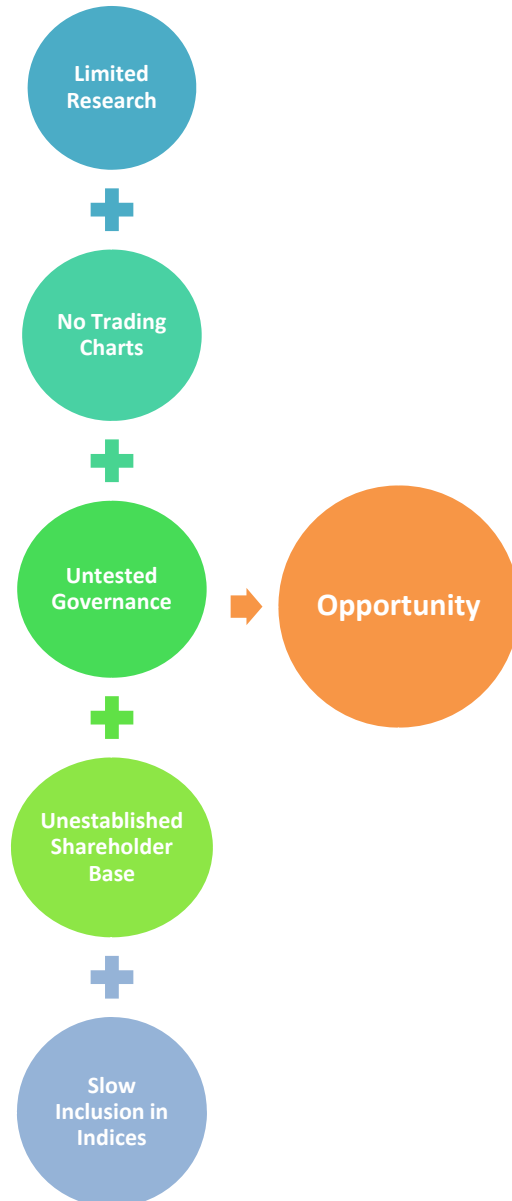 Limited
Research
No Trading
Charts
Untested
Governance
Opportunity
Unestablished
Shareholder
Base
Slow
Inclusion in
Indices